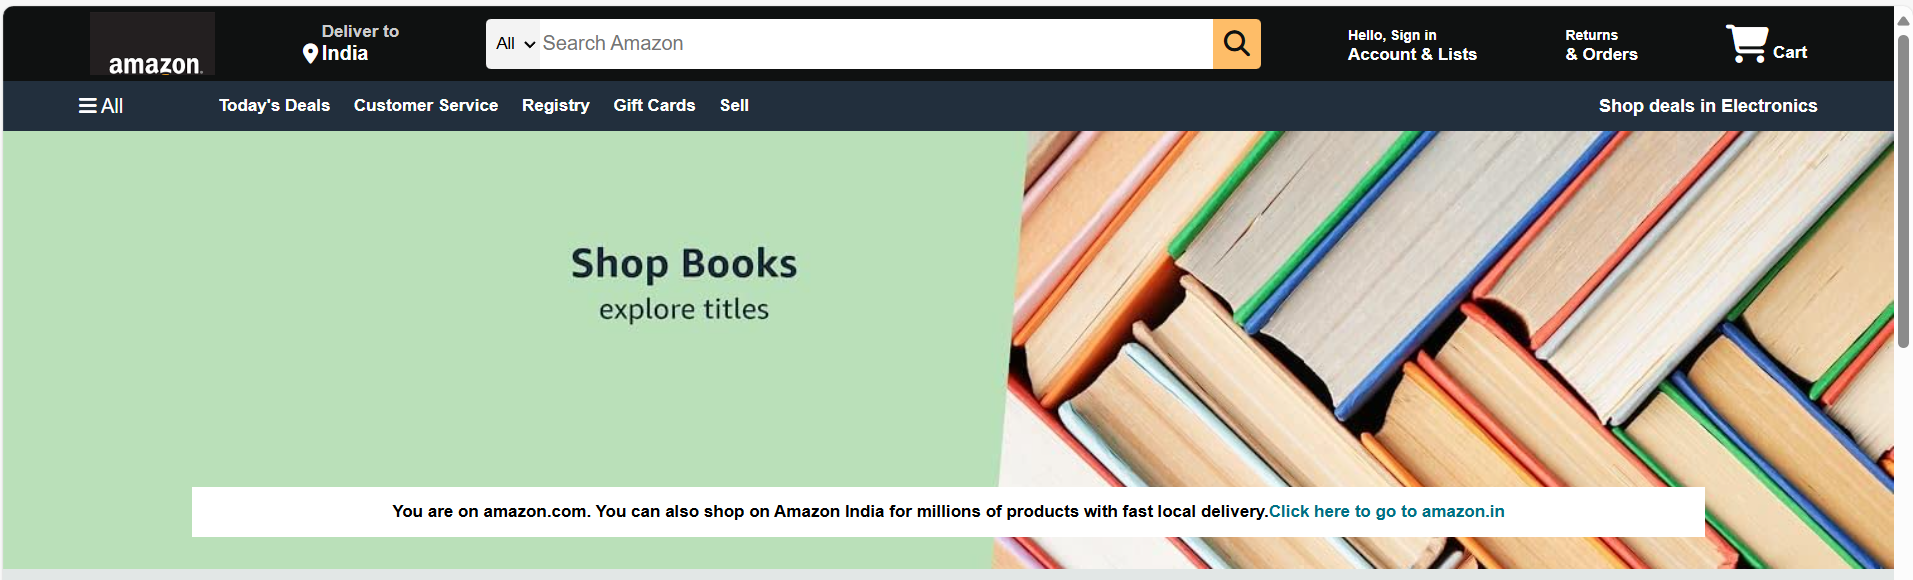 amazon
Deliver to
India
All
Search Amazon
Hello, Sign in
Account & Lists
Returns
& Orders
Cart
All
Today's Deals
Customer Service
Registry
Gift Cards
Sell
Shop deals in Electronics
Shop Books
explore titles
You are on amazon.com. You can also shop on Amazon India for millions of products with fast local delivery.Click here to go to amazon.in